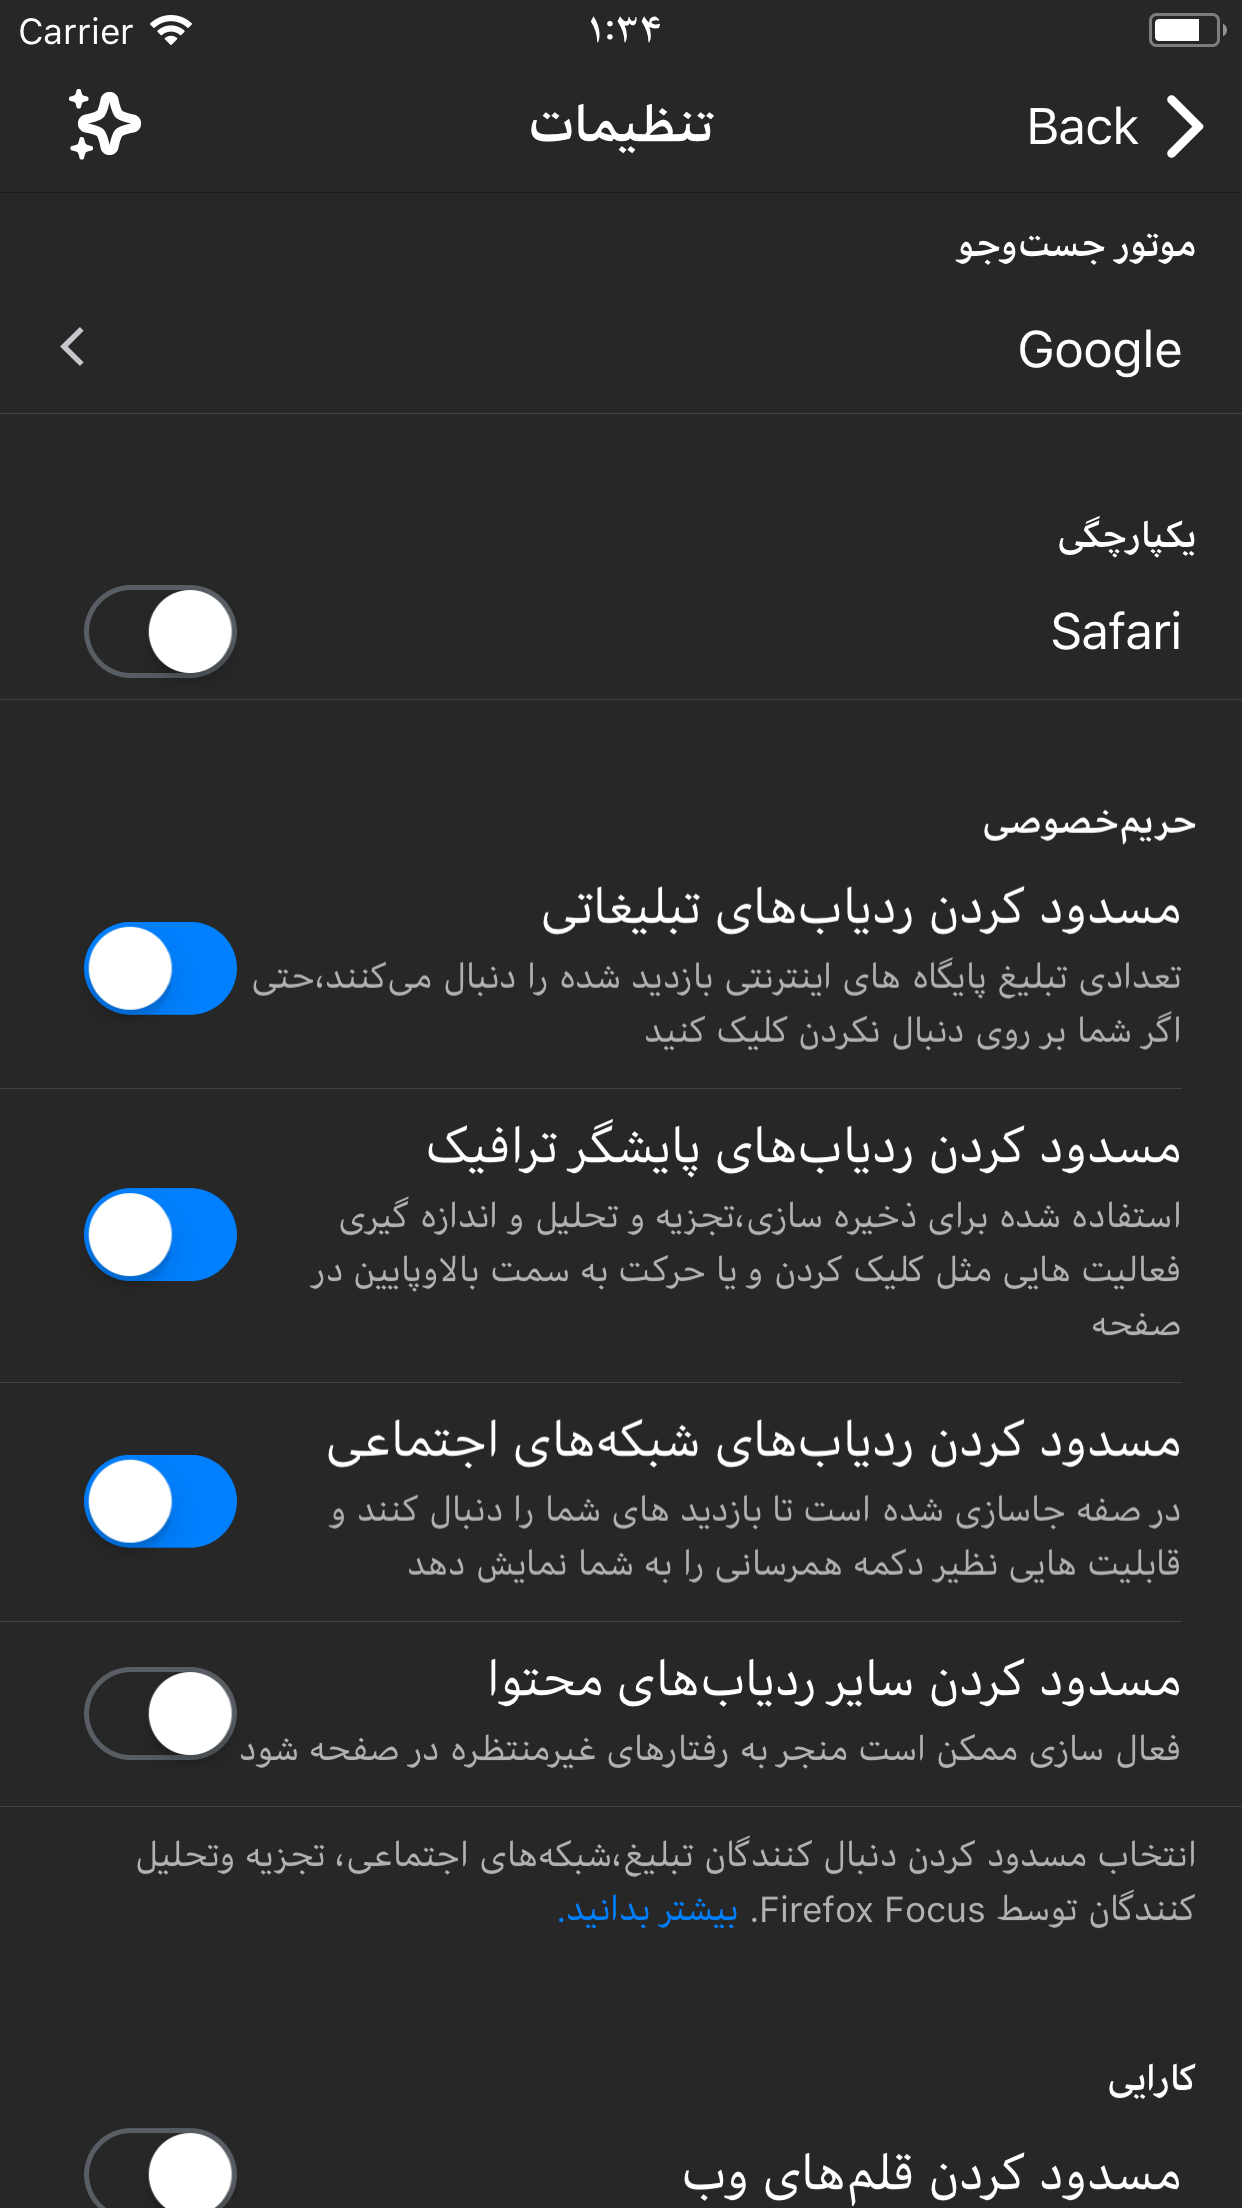 Carrier
۱:۳۴
Back
تنظیمات
موتور جست‌وجو
Google
یکپارچگی
Safari
حریم‌خصوصی
مسدود کردن ردیاب‌های تبلیغاتی
تعدادی تبلیغ پایگاه های اینترنتی بازدید شده را دنبال می‌کنند،حتی
اگر شما بر روی دنبال نکردن کلیک کنید
مسدود کردن ردیاب‌های پایشگر ترافیک
استفاده شده برای ذخیره سازی،تجزیه و تحلیل و اندازه گیری
فعالیت هایی مثل کلیک کردن و یا حرکت به سمت بالاوپایین در
صفحه
مسدود کردن ردیاب‌های شبکه‌های اجتماعی
در صفه جاسازی شده است تا بازدید های شما را دنبال کنند و
قابلیت هایی نظیر دکمه همرسانی را به شما نمایش دهد
مسدود کردن سایر ردیاب‌های محتوا
فعال سازی ممکن است منجر به رفتارهای غیرمنتظره در صفحه شود
انتخاب مسدود کردن دنبال کنندگان تبلیغ،شبکه‌های اجتماعی، تجزیه وتحلیل
کنندگان توسط Firefox Focus. بیشتر بدانید.
کارایی
مسدود کردن قلم‌های وب